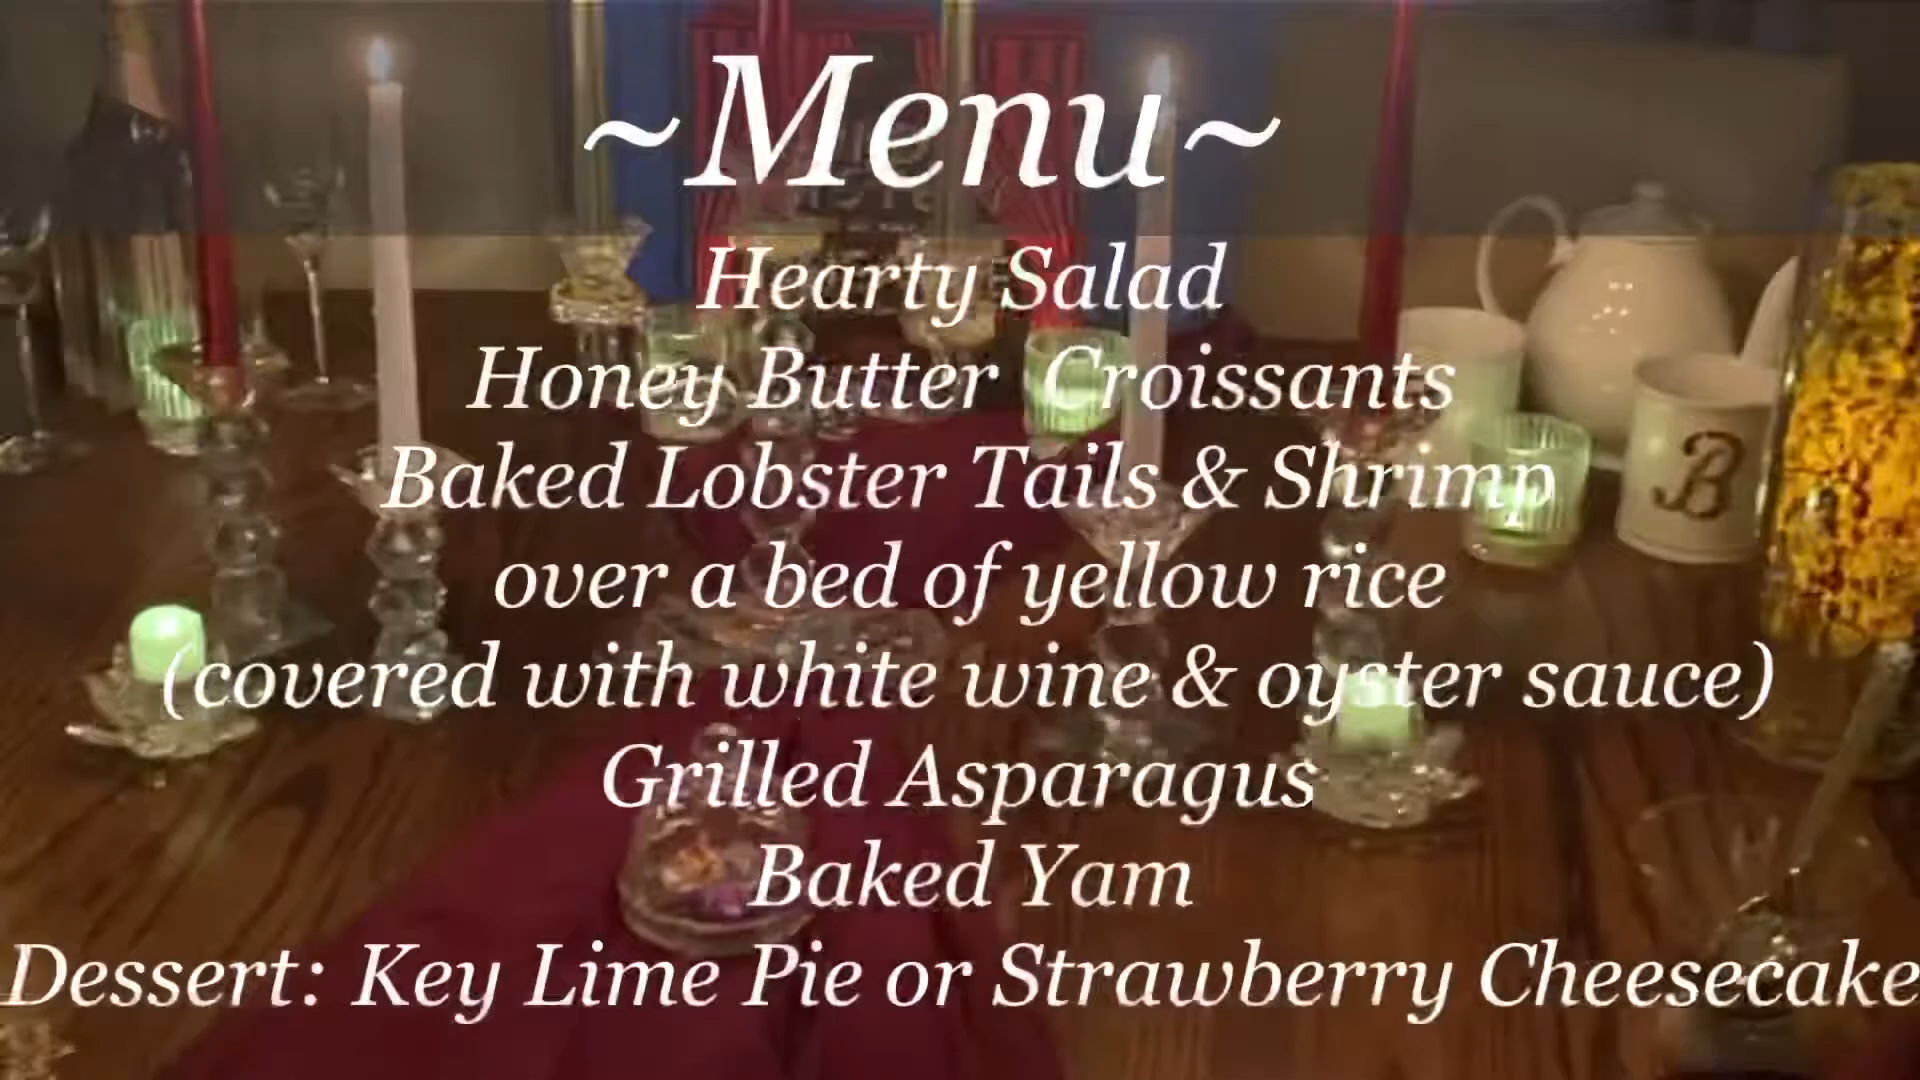 ~Menu~
Hearty Salad
Honey Butter Croissants
Baked Lobster Tails & Shrimp
over a bed of yellow rice
(covered with white wine & oyster sauce)
Grilled Asparagus
Baked Yam
Dessert: Key Lime Pie or Strawberry Cheesecake
B